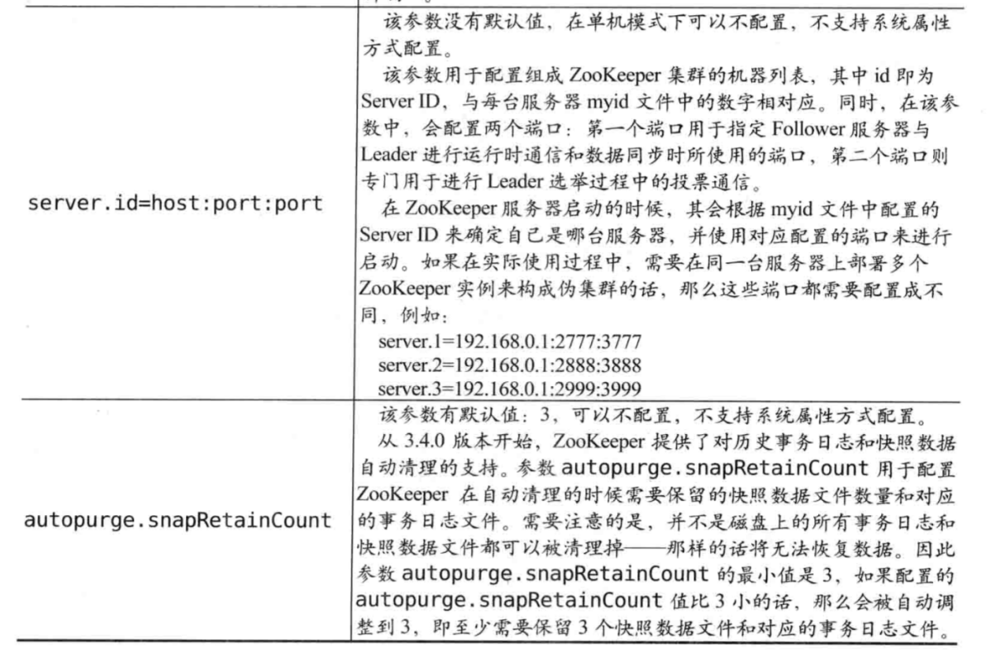 该参数没有默认值，在单机模式下可以不配置，不支持系统属性
方式配置。
该参数用于配置组成 ZooKeeper 集群的机器列表，其中 id 即为
Server ID，与每台服务器 myid 文件中的数字相对应。同时，在该参
数中，会配置两个端口：第一个端口用于指定 Follower 服务器与
Leader 进行运行时通信和数据同步时所使用的端口，第二个端口则
专门用于进行 Leader 选举过程中的投票通信。
server.id=host:port:port
在 ZooKeeper 服务器启动的时候，其会根据 myid 文件中配置的
Server ID 来确定自己是哪台服务器，并使用对应配置的端口来进行
启动。如果在实际使用过程中，需要在同一台服务器上部署多个
ZooKeeper 实例来构成伪集群的话，那么这些端口都需要配置成不
同，例如：
server.1=192.168.0.1:2777:3777
server.2=192.168.0.1:2888:3888
server.3=192.168.0.1:2999:3999
该参数有默认值：3，可以不配置，不支持系统属性方式配置。
从 3.4.0 版本开始，ZooKeeper 提供了对历史事务日志和快照数据
自动清理的支持。参数 autopurge.snapRetainCount 用于配置
ZooKeeper 在自动清理的时候需要保留的快照数据文件数量和对应
autopurge.snapRetainCount
的事务日志文件。需要注意的是，并不是磁盘上的所有事务日志和
快照数据文件都可以被清理掉——那样的话将无法恢复数据。因此
参数 autopurge.snapRetainCount 的最小值是 3，如果配置的
autopurge.snapRetainCount 值比 3 小的话，那么会被自动调
整到 3，即至少需要保留 3 个快照数据文件和对应的事务日志文件。